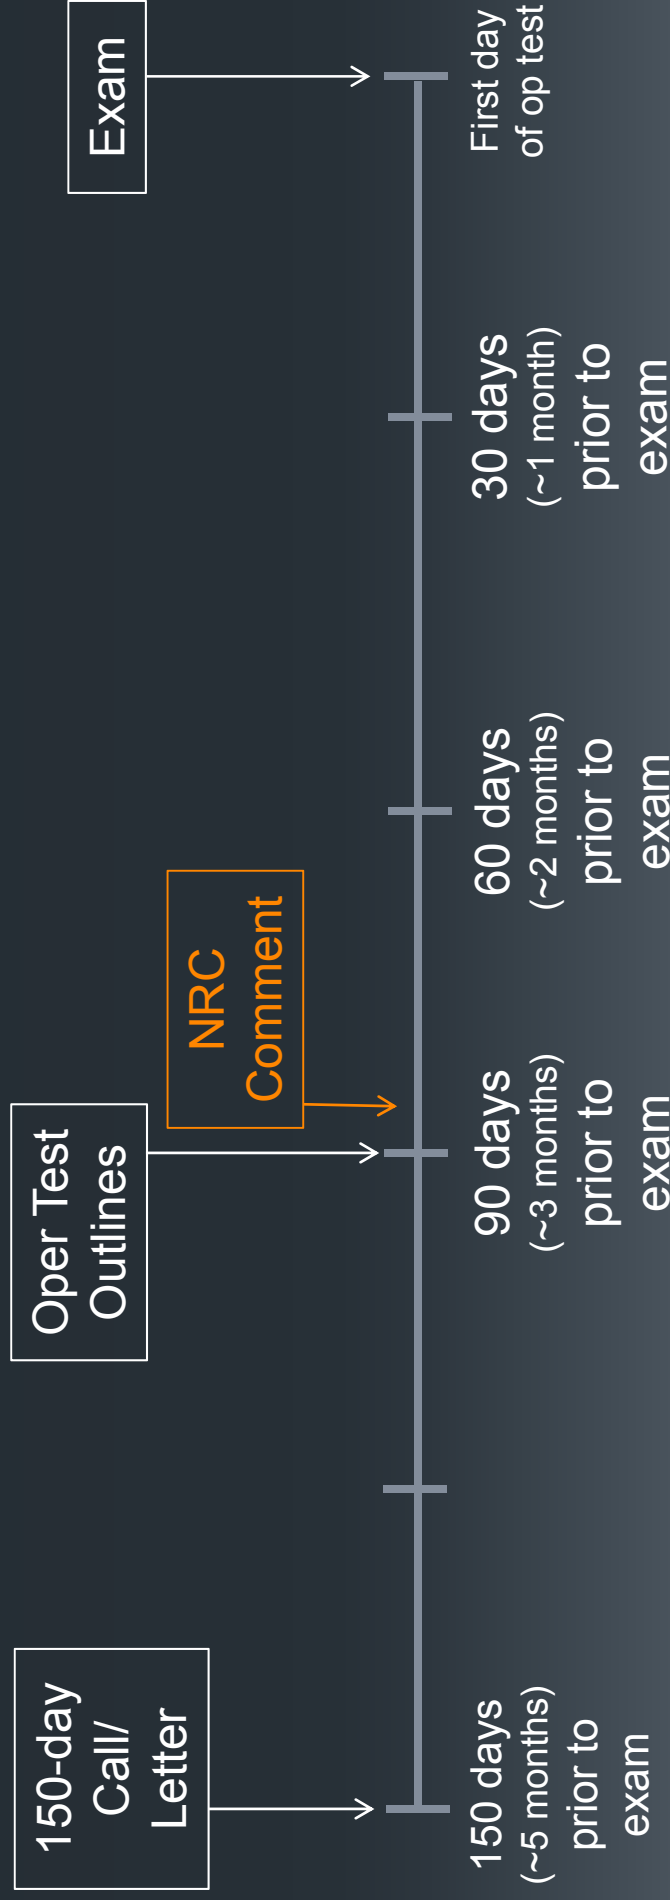 150-day
Call/
Letter
Oper Test
Outlines
NRC
Comment
Exam
150 days
(~5 months)
prior to
exam
90 days
(~3 months)
prior to
exam
60 days
(~2 months)
prior to
exam
30 days
(~1 month)
prior to
exam
First day
of op test